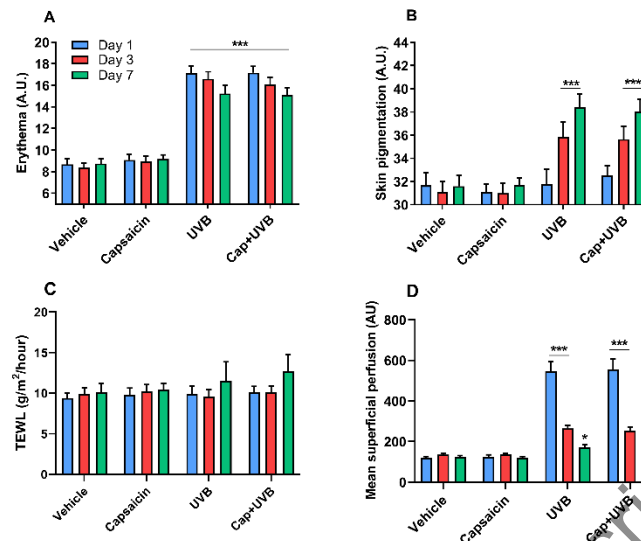 A
Day 1
Day 3
Day 7
***
Erythema (A.U.)
20
18
16
14
12
10
8
Vehicle
Capsaicin
UVB
Cap+UVB
B
Skin pigmentation (A.U.)
44
42
40
38
36
34
32
30
***
***
Vehicle
Capsaicin
UVB
Cap+UVB
C
TEWL (g/m²/hour)
20
15
10
5
0
Vehicle
Capsaicin
UVB
Cap+UVB
D
Mean superficial perfusion (AU)
800
600
400
200
0
***
*
***
Vehicle
Capsaicin
UVB
Cap+UVB